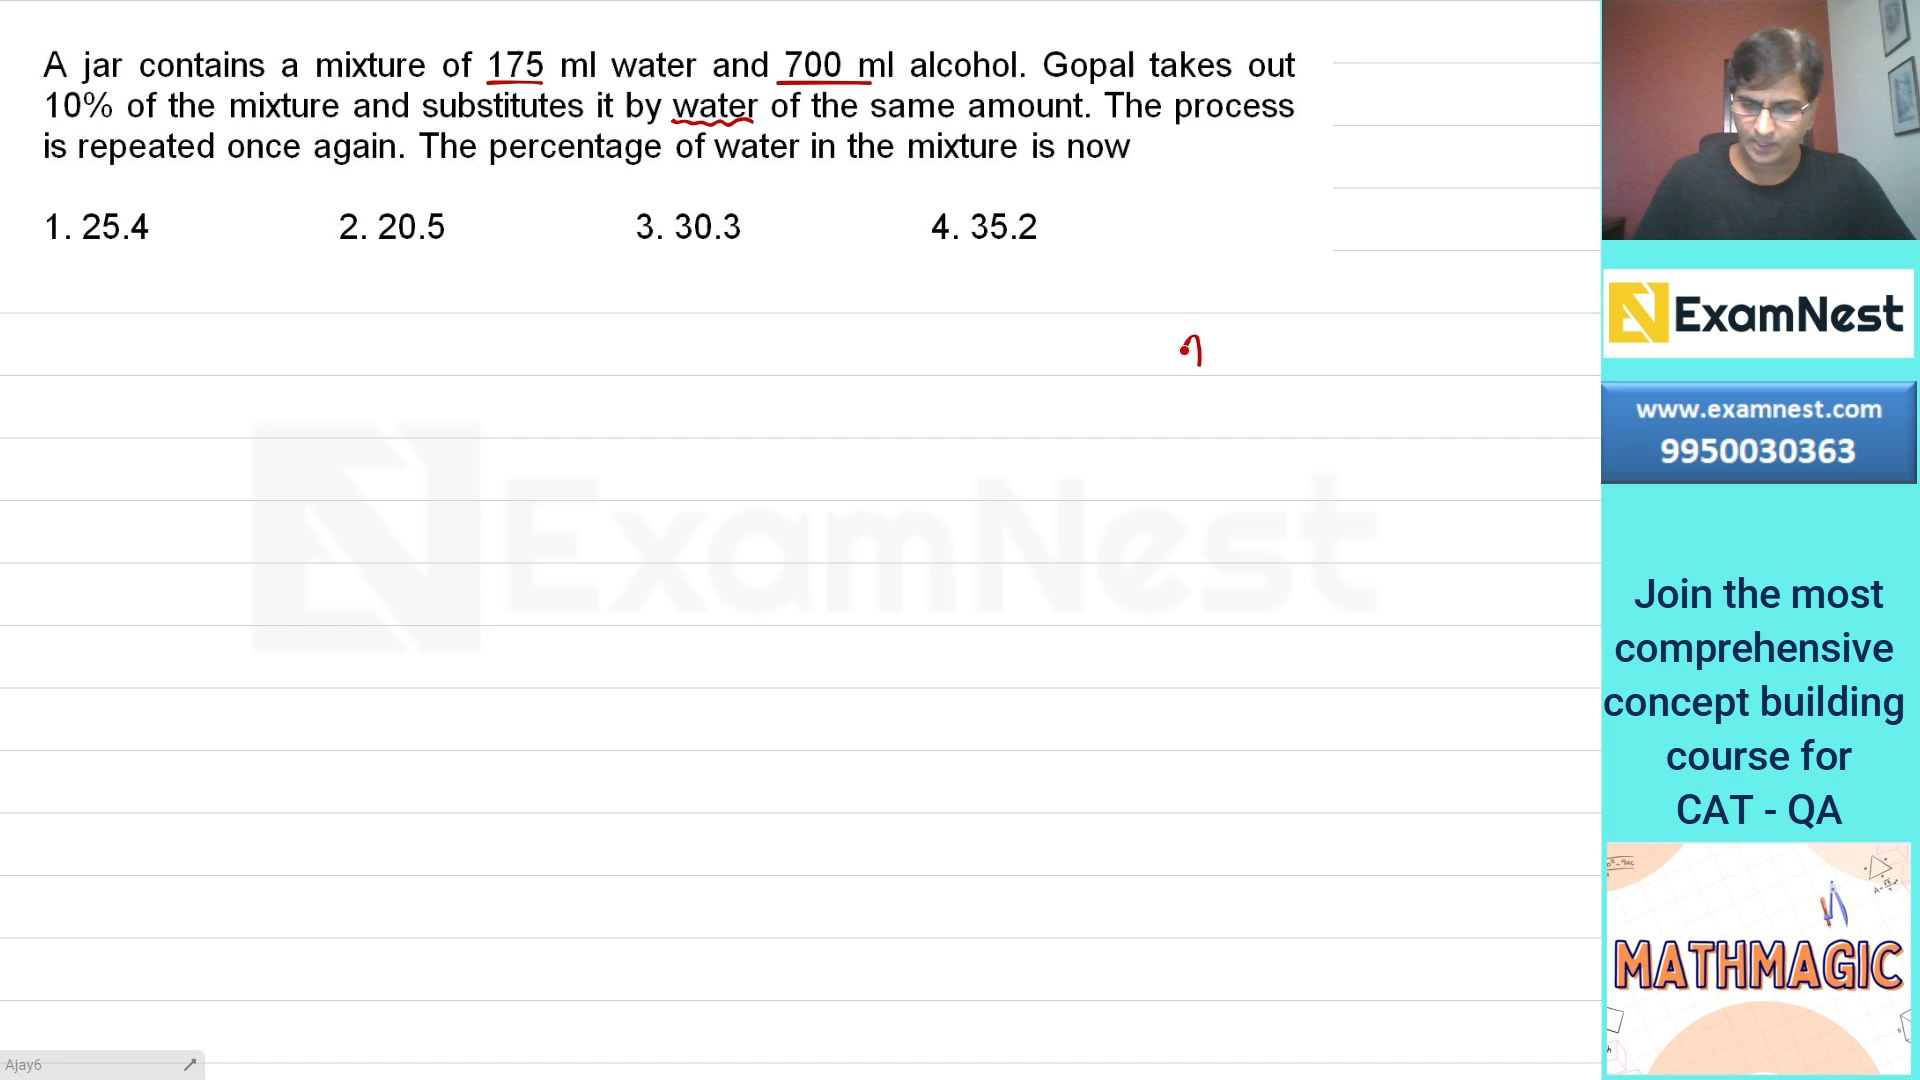 A jar contains a mixture of 175 ml water and 700 ml alcohol. Gopal takes out
10% of the mixture and substitutes it by water of the same amount. The process
is repeated once again. The percentage of water in the mixture is now
1. 25.4 2. 20.5 3. 30.3 4. 35.2
ExamNest
ExamNest
www.examnest.com
9950030363
Join the most
comprehensive
concept building
course for
CAT - QA
MATHMAGIC
Ajay6